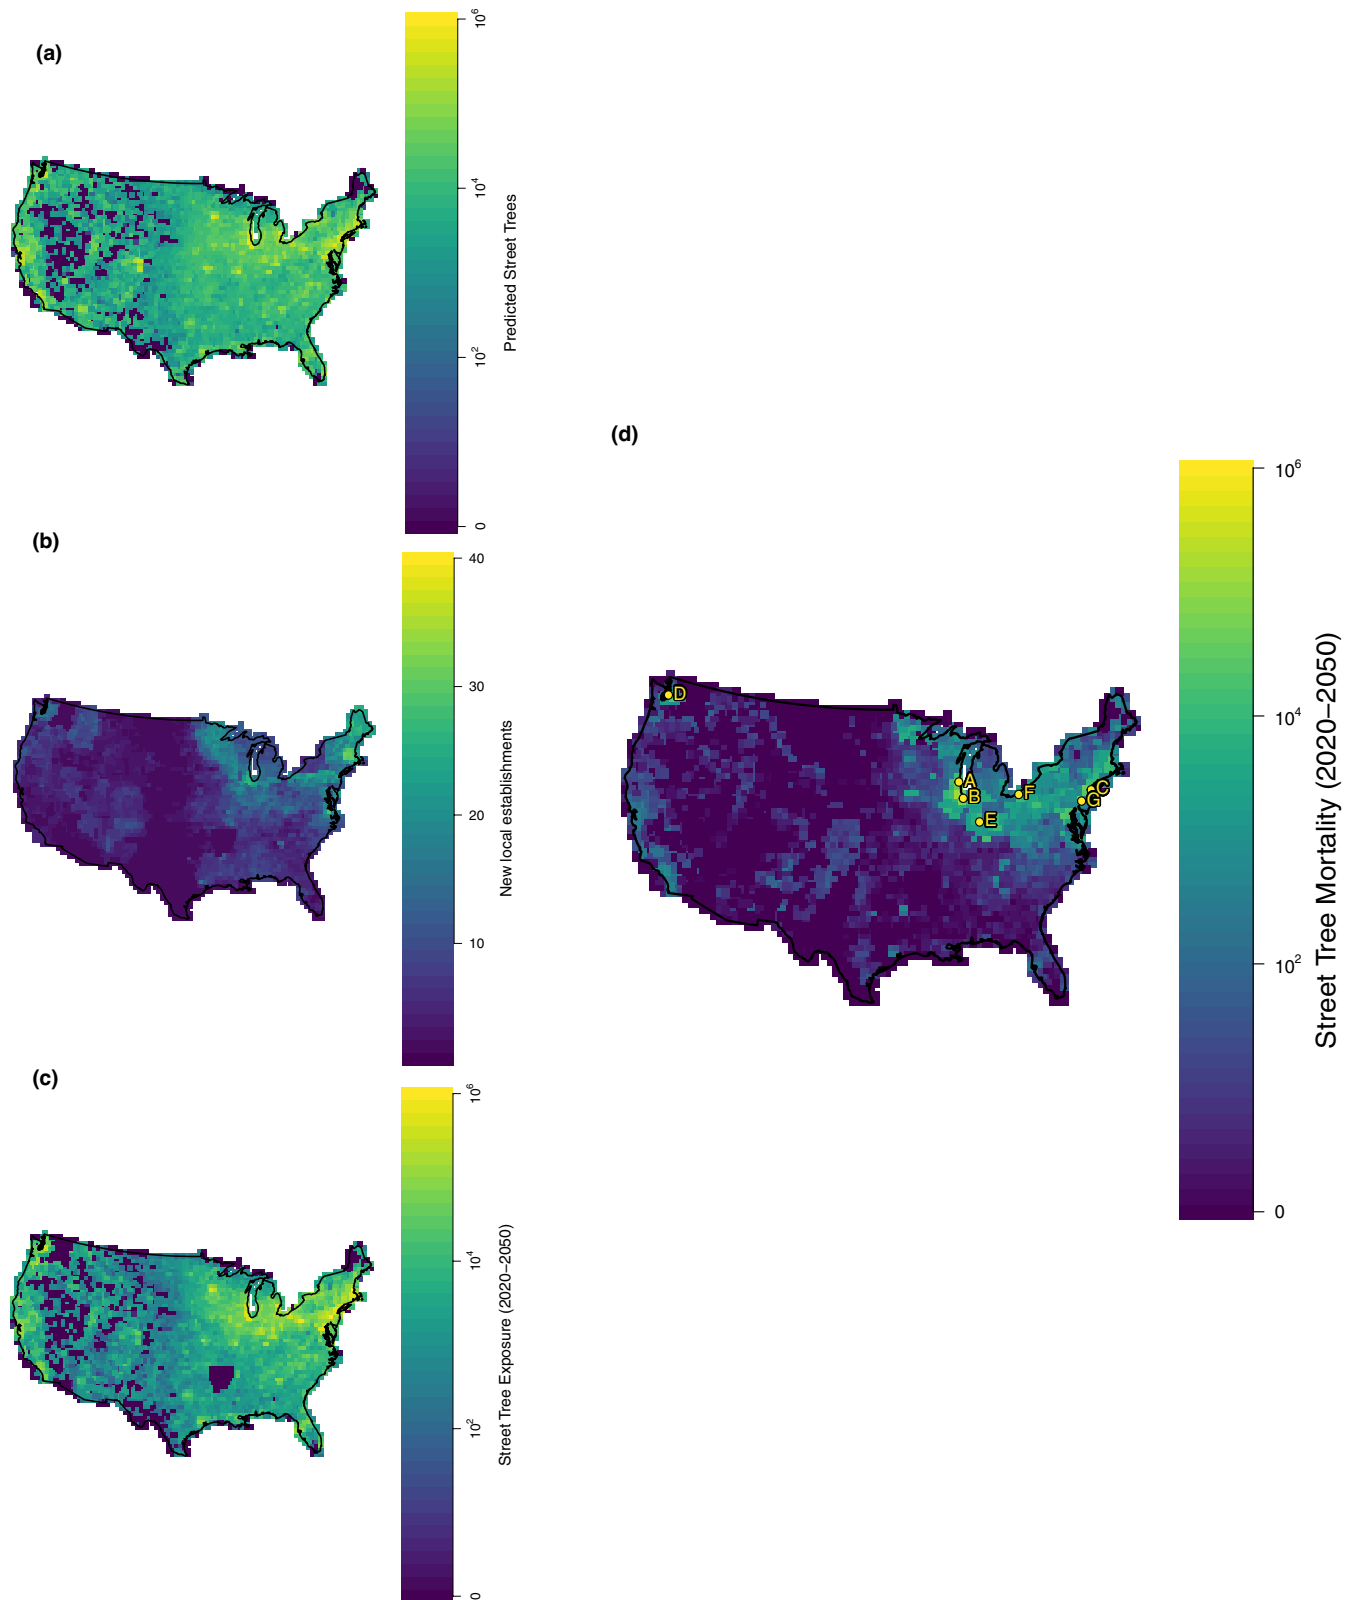 (a)
10^6
10^4
10^2
0
Predicted Street Trees
(b)
40
30
20
10
New local establishments
(c)
10^6
10^4
10^2
0
Street Tree Exposure (2020–2050)
(d)
D
A
B
E
F
C
G
10^6
10^4
10^2
0
Street Tree Mortality (2020–2050)